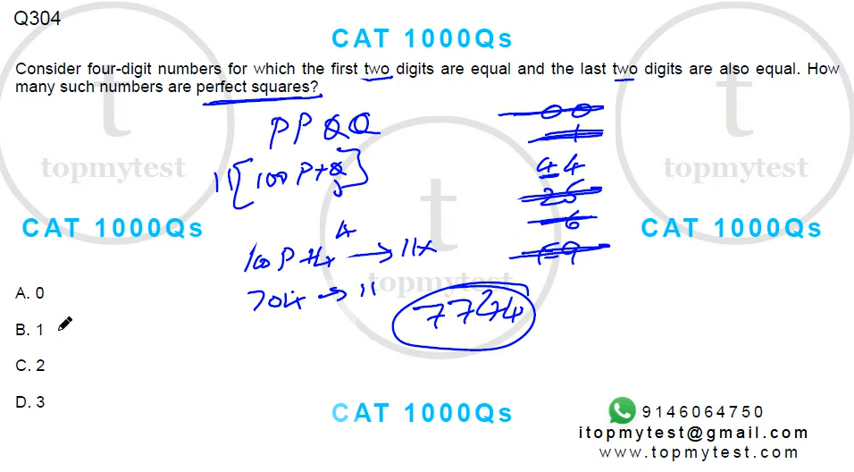 Q304
CAT 1000Qs
Consider four-digit numbers for which the first two digits are equal and the last two digits are also equal. How
many such numbers are perfect squares?
PPQQ
11[100P+Q]
00
1
44
6
4
100P+4 → 11x
704 → 11
7744
topmytest
topmytest
topmytest
CAT 1000Qs
CAT 1000Qs
topmytest
A. 0
B. 1
C. 2
D. 3
CAT 1000Qs
9146064750
itopmytest@gmail.com
www.topmytest.com